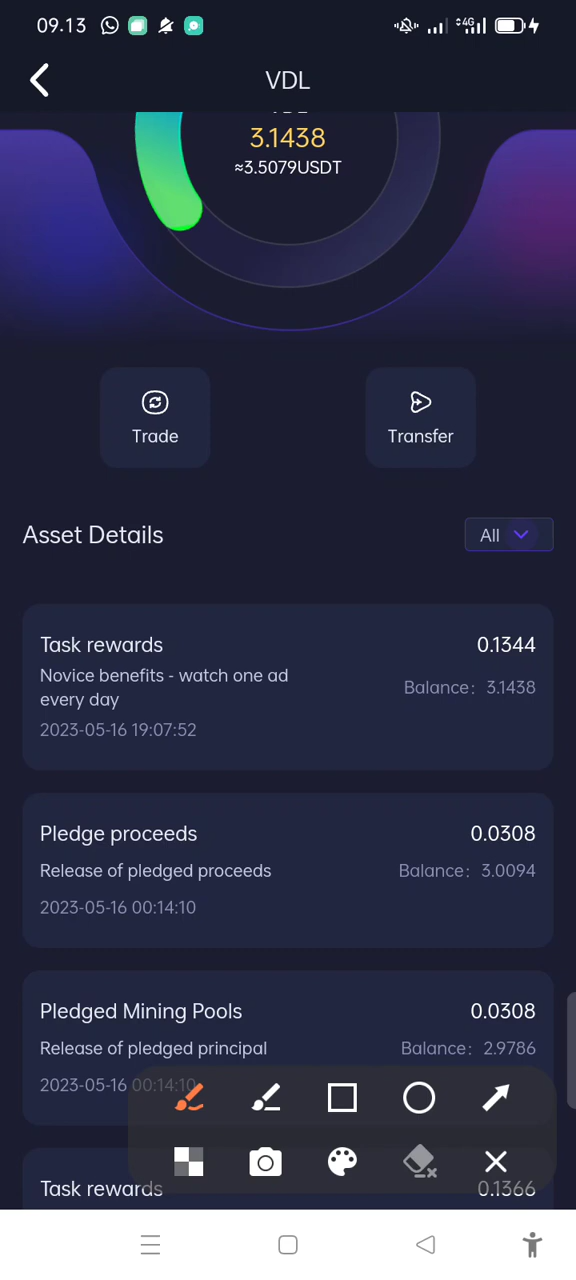 09.13
4G
VDL
3.1438
≈3.5079USDT
Trade
Transfer
Asset Details
All
Task rewards
0.1344
Novice benefits - watch one ad
every day
Balance: 3.1438
2023-05-16 19:07:52
Pledge proceeds
0.0308
Release of pledged proceeds
Balance: 3.0094
2023-05-16 00:14:10
Pledged Mining Pools
0.0308
Release of pledged principal
Balance: 2.9786
2023-05-16 00:14:10
Task rewards
0.1366